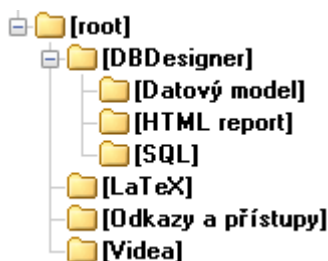 [root]
[DBDesigner]
[Datový model]
[HTML report]
[SQL]
[LaTeX]
[Odkazy a přístupy]
[Videa]